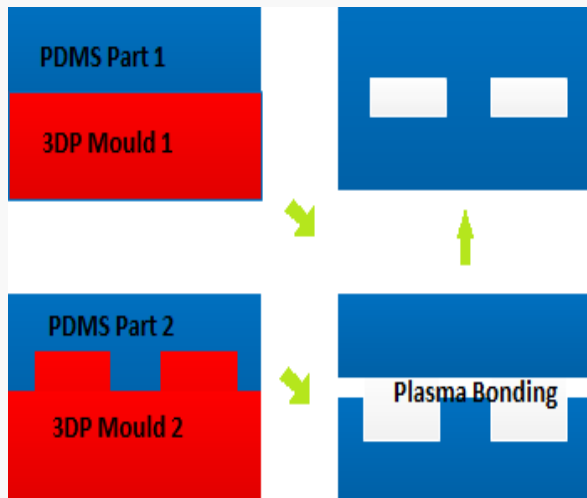 PDMS Part 1
3DP Mould 1
PDMS Part 2
3DP Mould 2
Plasma Bonding